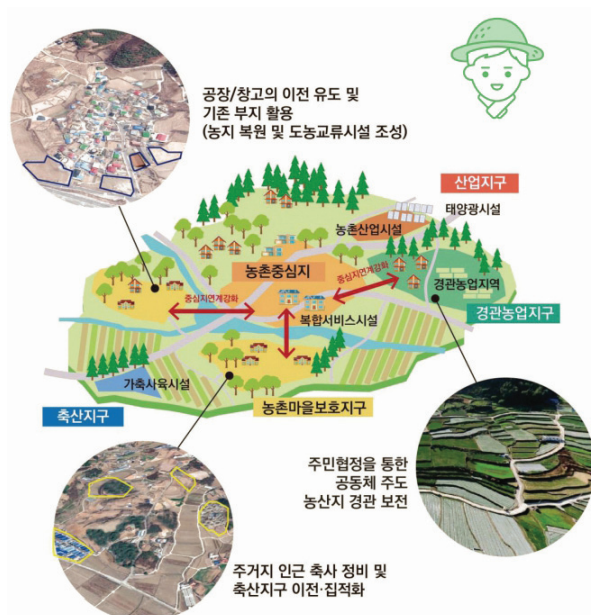 공장/창고의 이전 유도 및
기존 부지 활용
(농지 복원 및 도농교류시설 조성)
산업지구
태양광시설
농촌산업시설
농촌중심지
중심지연계강화
중심지연계강화
경관농업지역
복합서비스시설
경관농업지구
가축사육시설
축산지구
농촌마을보호지구
주민협정을 통한
공동체 주도
농산지 경관 보전
주거지 인근 축사 정비 및
축산지구 이전·집적화